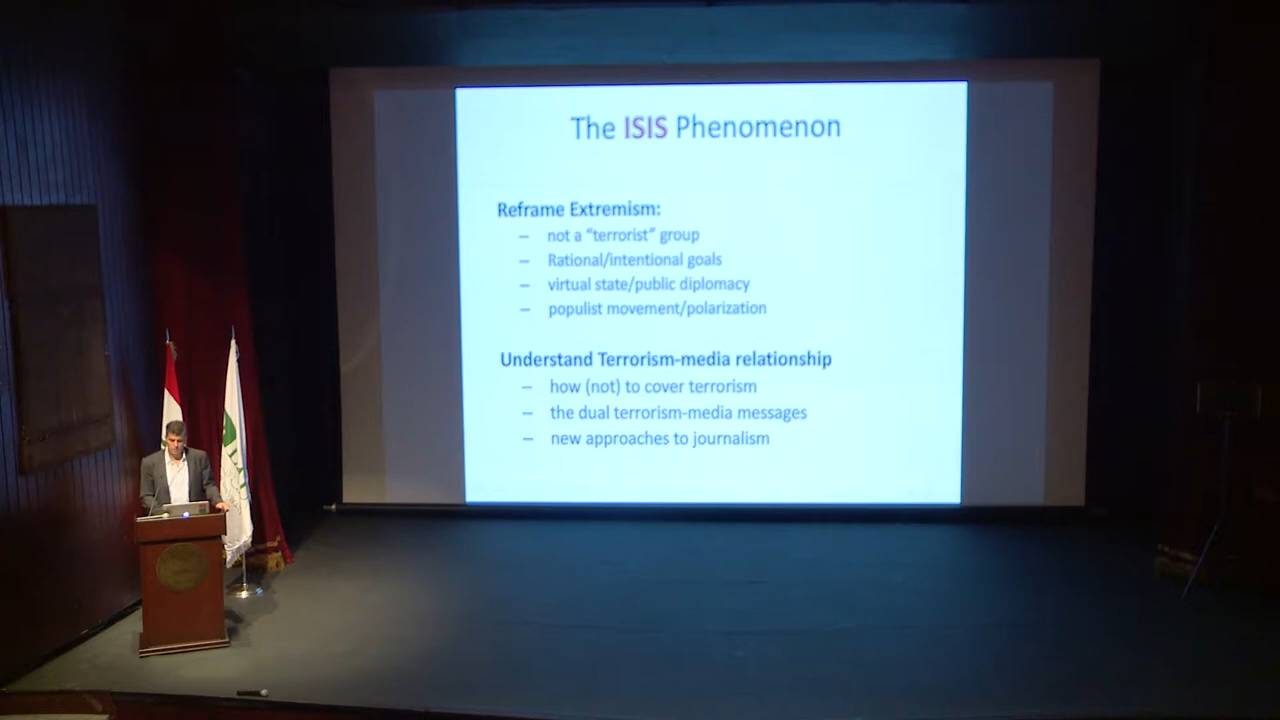 The ISIS Phenomenon
Reframe Extremism:
– not a “terrorist” group
– Rational/intentional goals
– virtual state/public diplomacy
– populist movement/polarization
Understand Terrorism-media relationship
– how (not) to cover terrorism
– the dual terrorism-media messages
– new approaches to journalism